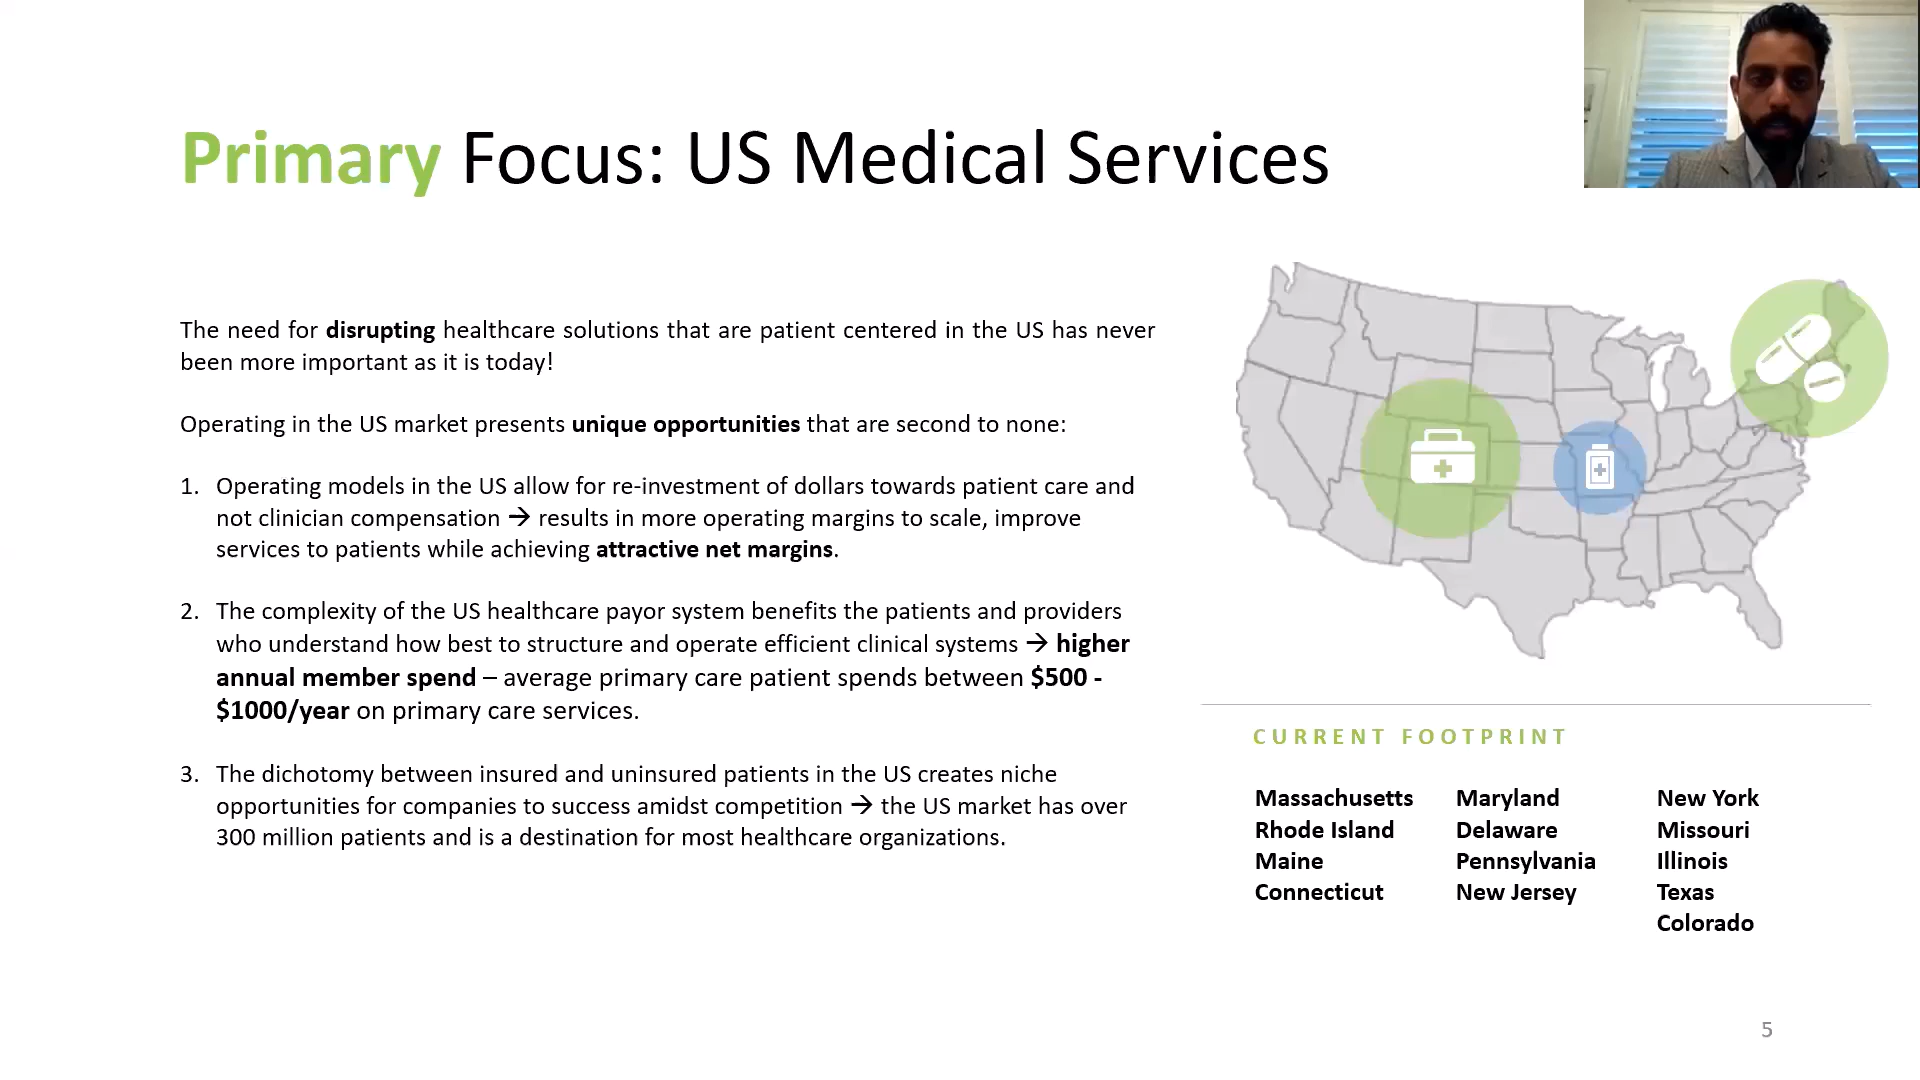 Primary Focus: US Medical Services
The need for disrupting healthcare solutions that are patient centered in the US has never
been more important as it is today!
Operating in the US market presents unique opportunities that are second to none:
1. Operating models in the US allow for re-investment of dollars towards patient care and
not clinician compensation → results in more operating margins to scale, improve
services to patients while achieving attractive net margins.
2. The complexity of the US healthcare payor system benefits the patients and providers
who understand how best to structure and operate efficient clinical systems → higher
annual member spend – average primary care patient spends between $500 -
$1000/year on primary care services.
3. The dichotomy between insured and uninsured patients in the US creates niche
opportunities for companies to success amidst competition → the US market has over
300 million patients and is a destination for most healthcare organizations.
CURRENT FOOTPRINT
Massachusetts
Rhode Island
Maine
Connecticut
Maryland
Delaware
Pennsylvania
New Jersey
New York
Missouri
Illinois
Texas
Colorado
5